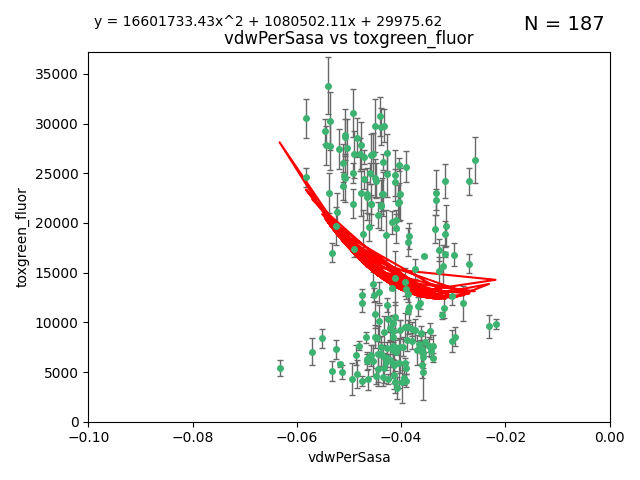 y = 16601733.43x^2 + 1080502.11x + 29975.62
N = 187
vdwPerSasa vs toxgreen_fluor
35000
30000
25000
20000
15000
10000
5000
0
toxgreen_fluor
−0.10
−0.08
−0.06
−0.04
−0.02
0.00
vdwPerSasa